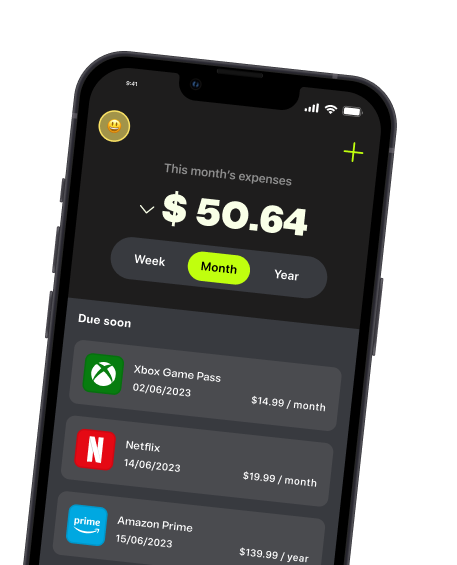 9:41
This month's expenses
$ 50.64
Week Month Year
Due soon
Xbox Game Pass
02/06/2023
$14.99 / month
N
Netflix
14/06/2023
$19.99 / month
prime
Amazon Prime
15/06/2023
$139.99 / year